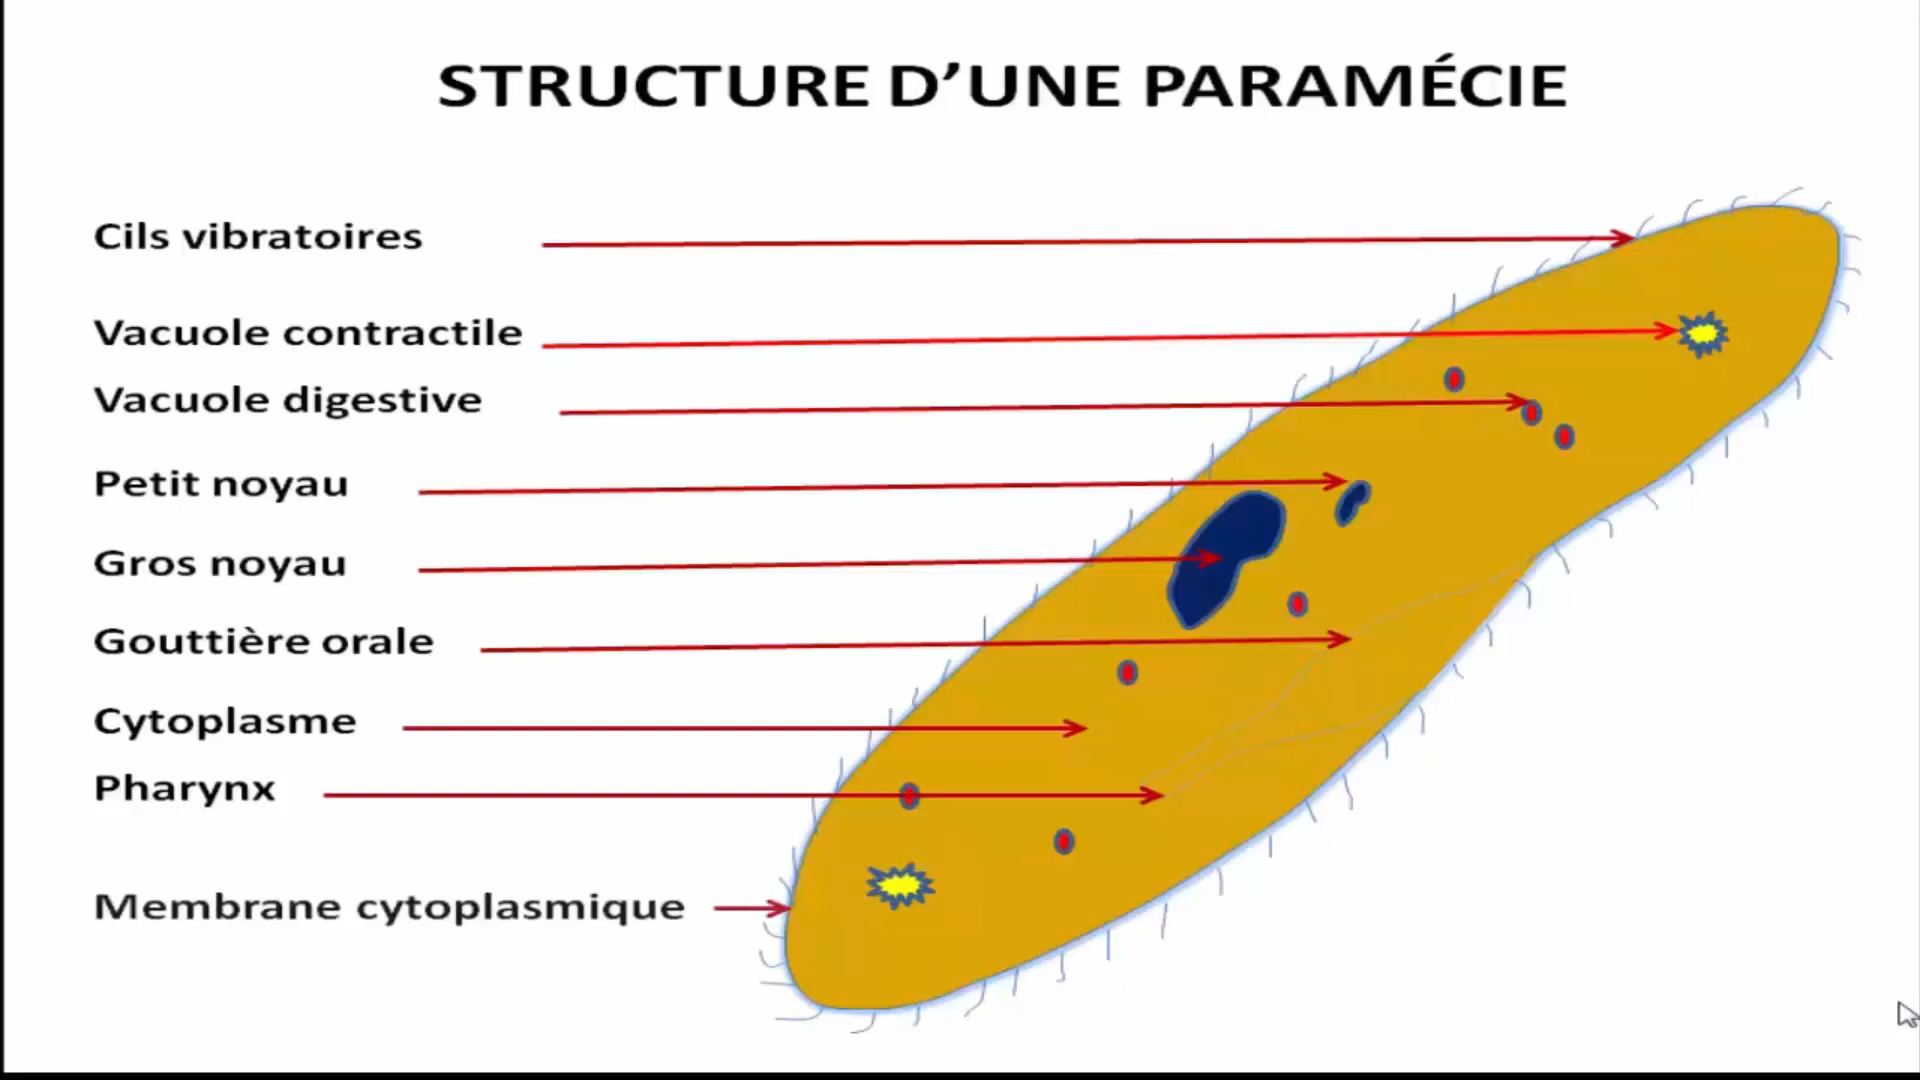 STRUCTURE D’UNE PARAMÉCIE
Cils vibratoires
Vacuole contractile
Vacuole digestive
Petit noyau
Gros noyau
Gouttière orale
Cytoplasme
Pharynx
Membrane cytoplasmique